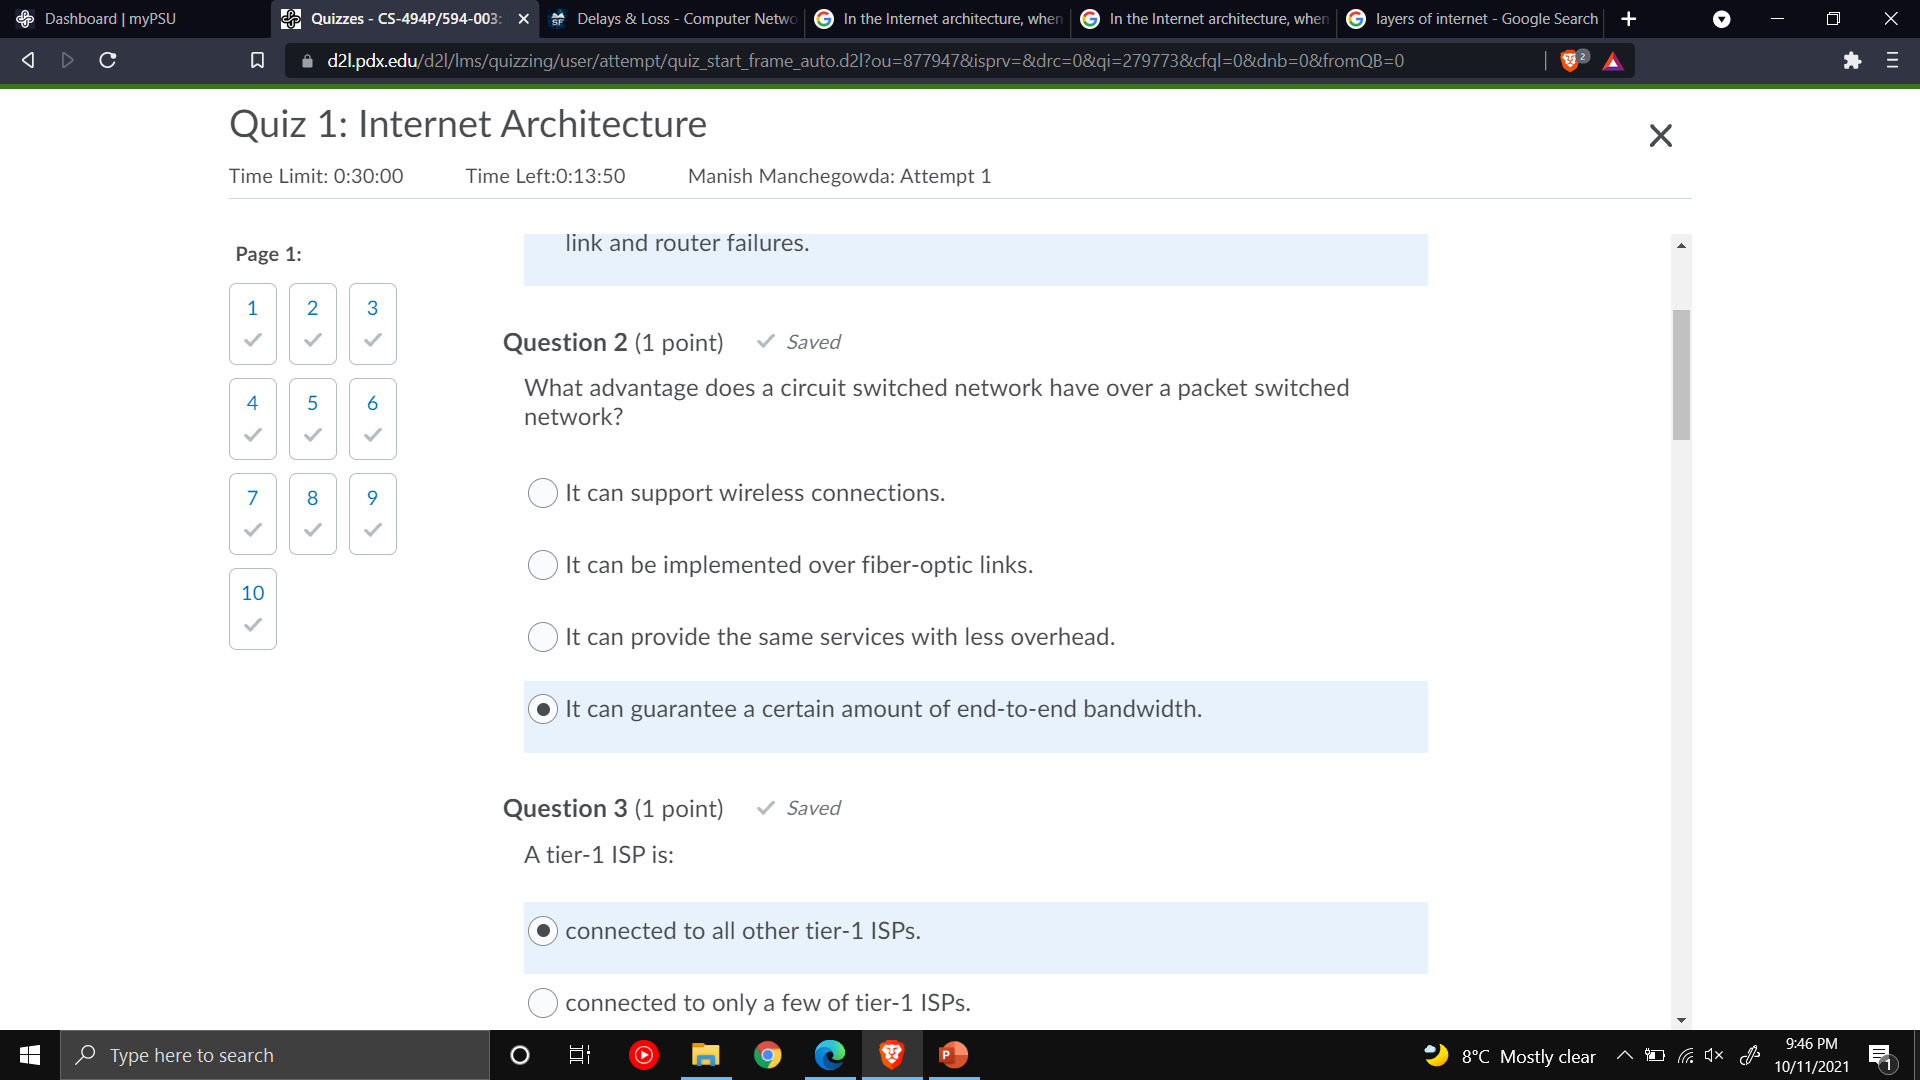 Dashboard | myPSU
Quizzes - CS-494P/594-003:
Delays & Loss - Computer Netwo
In the Internet architecture, when
In the Internet architecture, when
layers of internet - Google Search
d2l.pdx.edu/d2l/lms/quizzing/user/attempt/quiz_start_frame_auto.d2l?ou=877947&isprv=&drc=0&qi=279773&cfql=0&dnb=0&fromQB=0
2
Quiz 1: Internet Architecture
Time Limit: 0:30:00 Time Left:0:13:50 Manish Manchegowda: Attempt 1
Page 1:
1 2 3
4 5 6
7 8 9
10
link and router failures.
Question 2 (1 point) Saved
What advantage does a circuit switched network have over a packet switched
network?
It can support wireless connections.
It can be implemented over fiber-optic links.
It can provide the same services with less overhead.
It can guarantee a certain amount of end-to-end bandwidth.
Question 3 (1 point) Saved
A tier-1 ISP is:
connected to all other tier-1 ISPs.
connected to only a few of tier-1 ISPs.
Type here to search
8°C Mostly clear
9:46 PM
10/11/2021
1